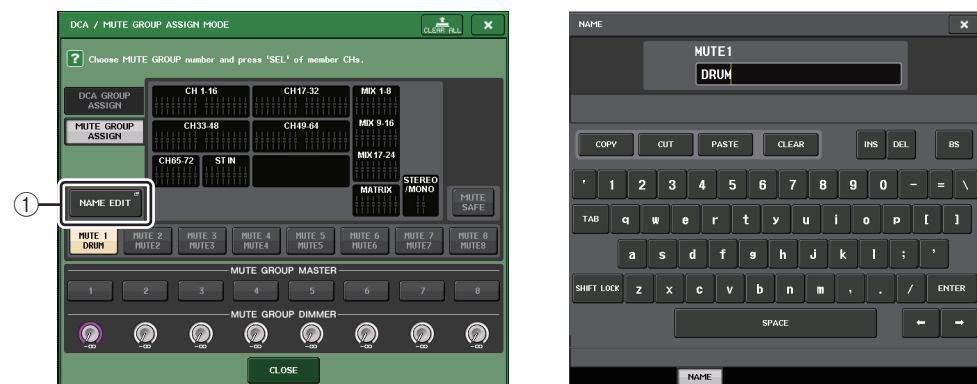 DCA / MUTE GROUP ASSIGN MODE
CLEAR ALL
×
? Choose MUTE GROUP number and press 'SEL' of member CHs.
DCA GROUP
ASSIGN
MUTE GROUP
ASSIGN
CH 1-16
CH17-32
MIX 1-8
CH33-48
CH49-64
MIX 9-16
CH65-72
ST IN
MIX17-24
MATRIX
STEREO
/MONO
1
NAME EDIT
MUTE
SAFE
MUTE 1
DRUM
MUTE 2
MUTE2
MUTE 3
MUTE3
MUTE 4
MUTE4
MUTE 5
MUTE5
MUTE 6
MUTE6
MUTE 7
MUTE7
MUTE 8
MUTE8
MUTE GROUP MASTER
1 2 3 4 5 6 7 8
MUTE GROUP DIMMER
-∞ -∞ -∞ -∞ -∞ -∞ -∞ -∞
CLOSE
NAME
×
MUTE1
DRUM
COPY CUT PASTE CLEAR INS DEL BS
' 1 2 3 4 5 6 7 8 9 0 - = \
TAB q w e r t y u i o p [ ]
a s d f g h j k l ; '
SHIFT LOCK z x c v b n m , . / ENTER
SPACE ← →
NAME